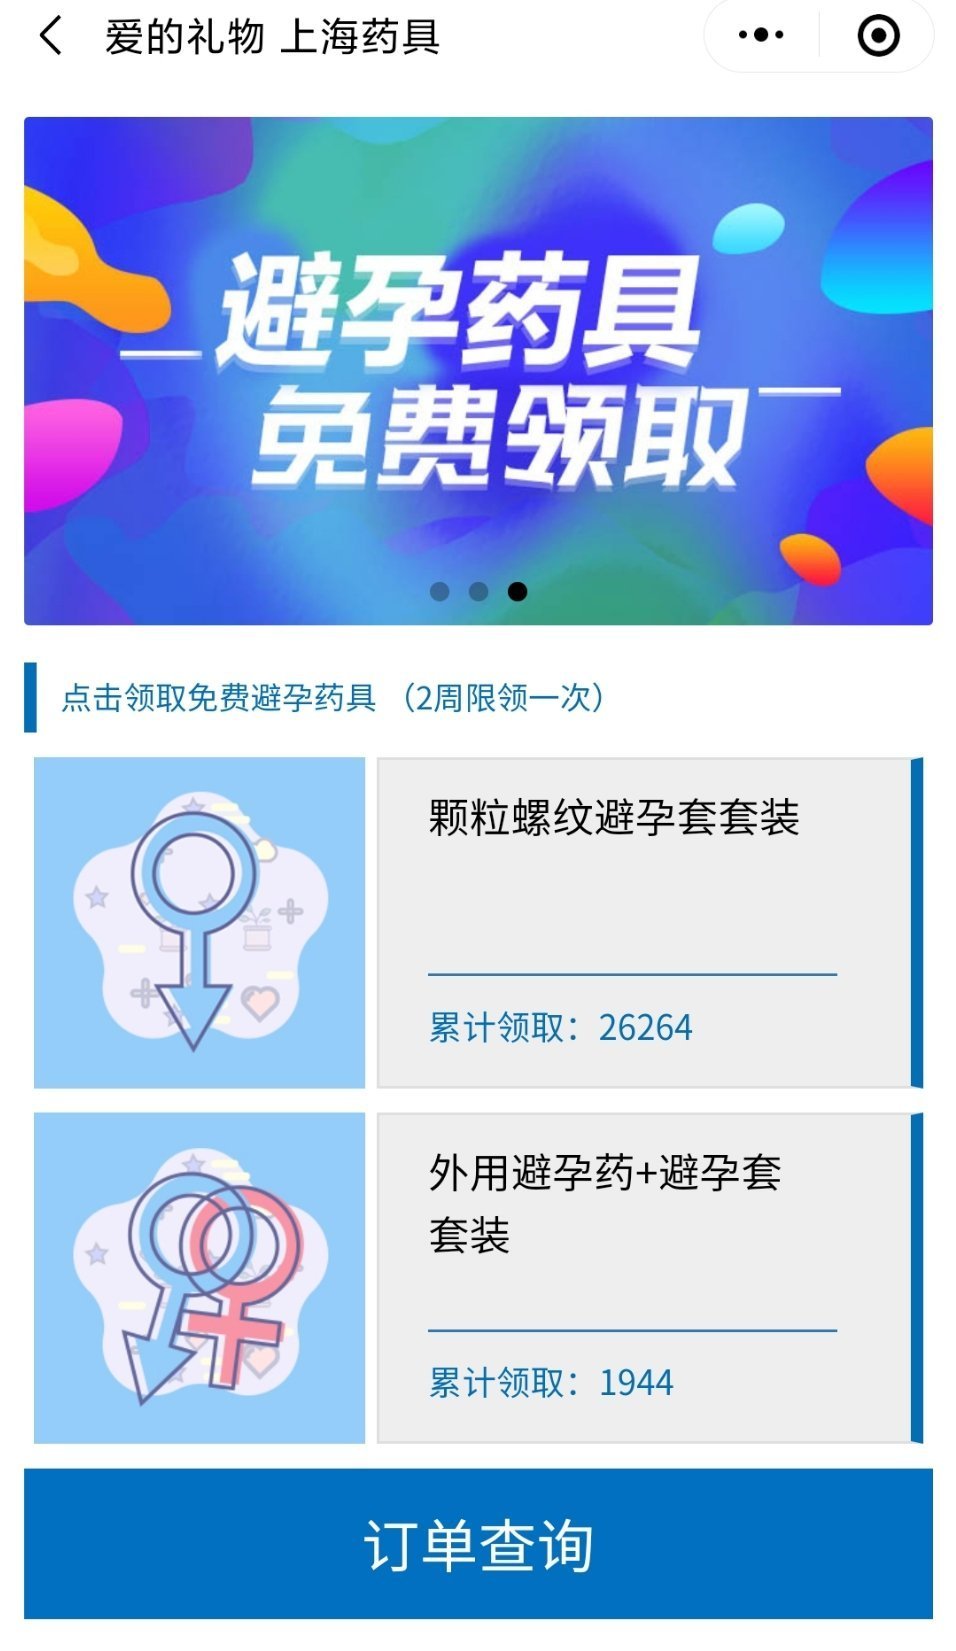 爱的礼物 上海药具
避孕药具
免费领取
点击领取免费避孕药具 （2周限领一次）
颗粒螺纹避孕套套装
累计领取：26264
外用避孕药+避孕套
套装
累计领取：1944
订单查询